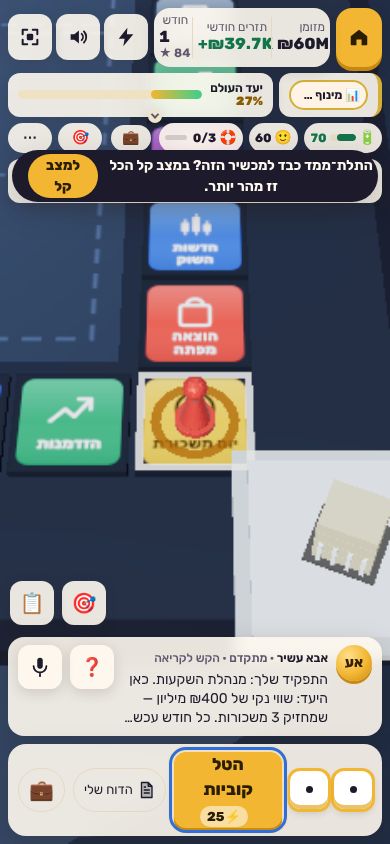 מזומן
₪60M
תזרים חודשי
+₪39.7K
חודש
1
★ 84
📊 מינוף ...
יעד העולם
27%
70
60
0/3
...
התלת־ממד כבד למכשיר הזה? במצב קל הכל
זז מהר יותר.
למצב
קל
חדשות
השוק
הוצאה
מפתה
יום משכורת
הזדמנות
אע
אבא עשיר • מתקדם • הקש לקריאה
התפקיד שלך: מנהלת השקעות. כאן
היעד: שווי נקי של ₪400 מיליון —
שמחזיק 3 משכורות. כל חודש עכש...
הטל
קוביות
⚡25
הדוח שלי